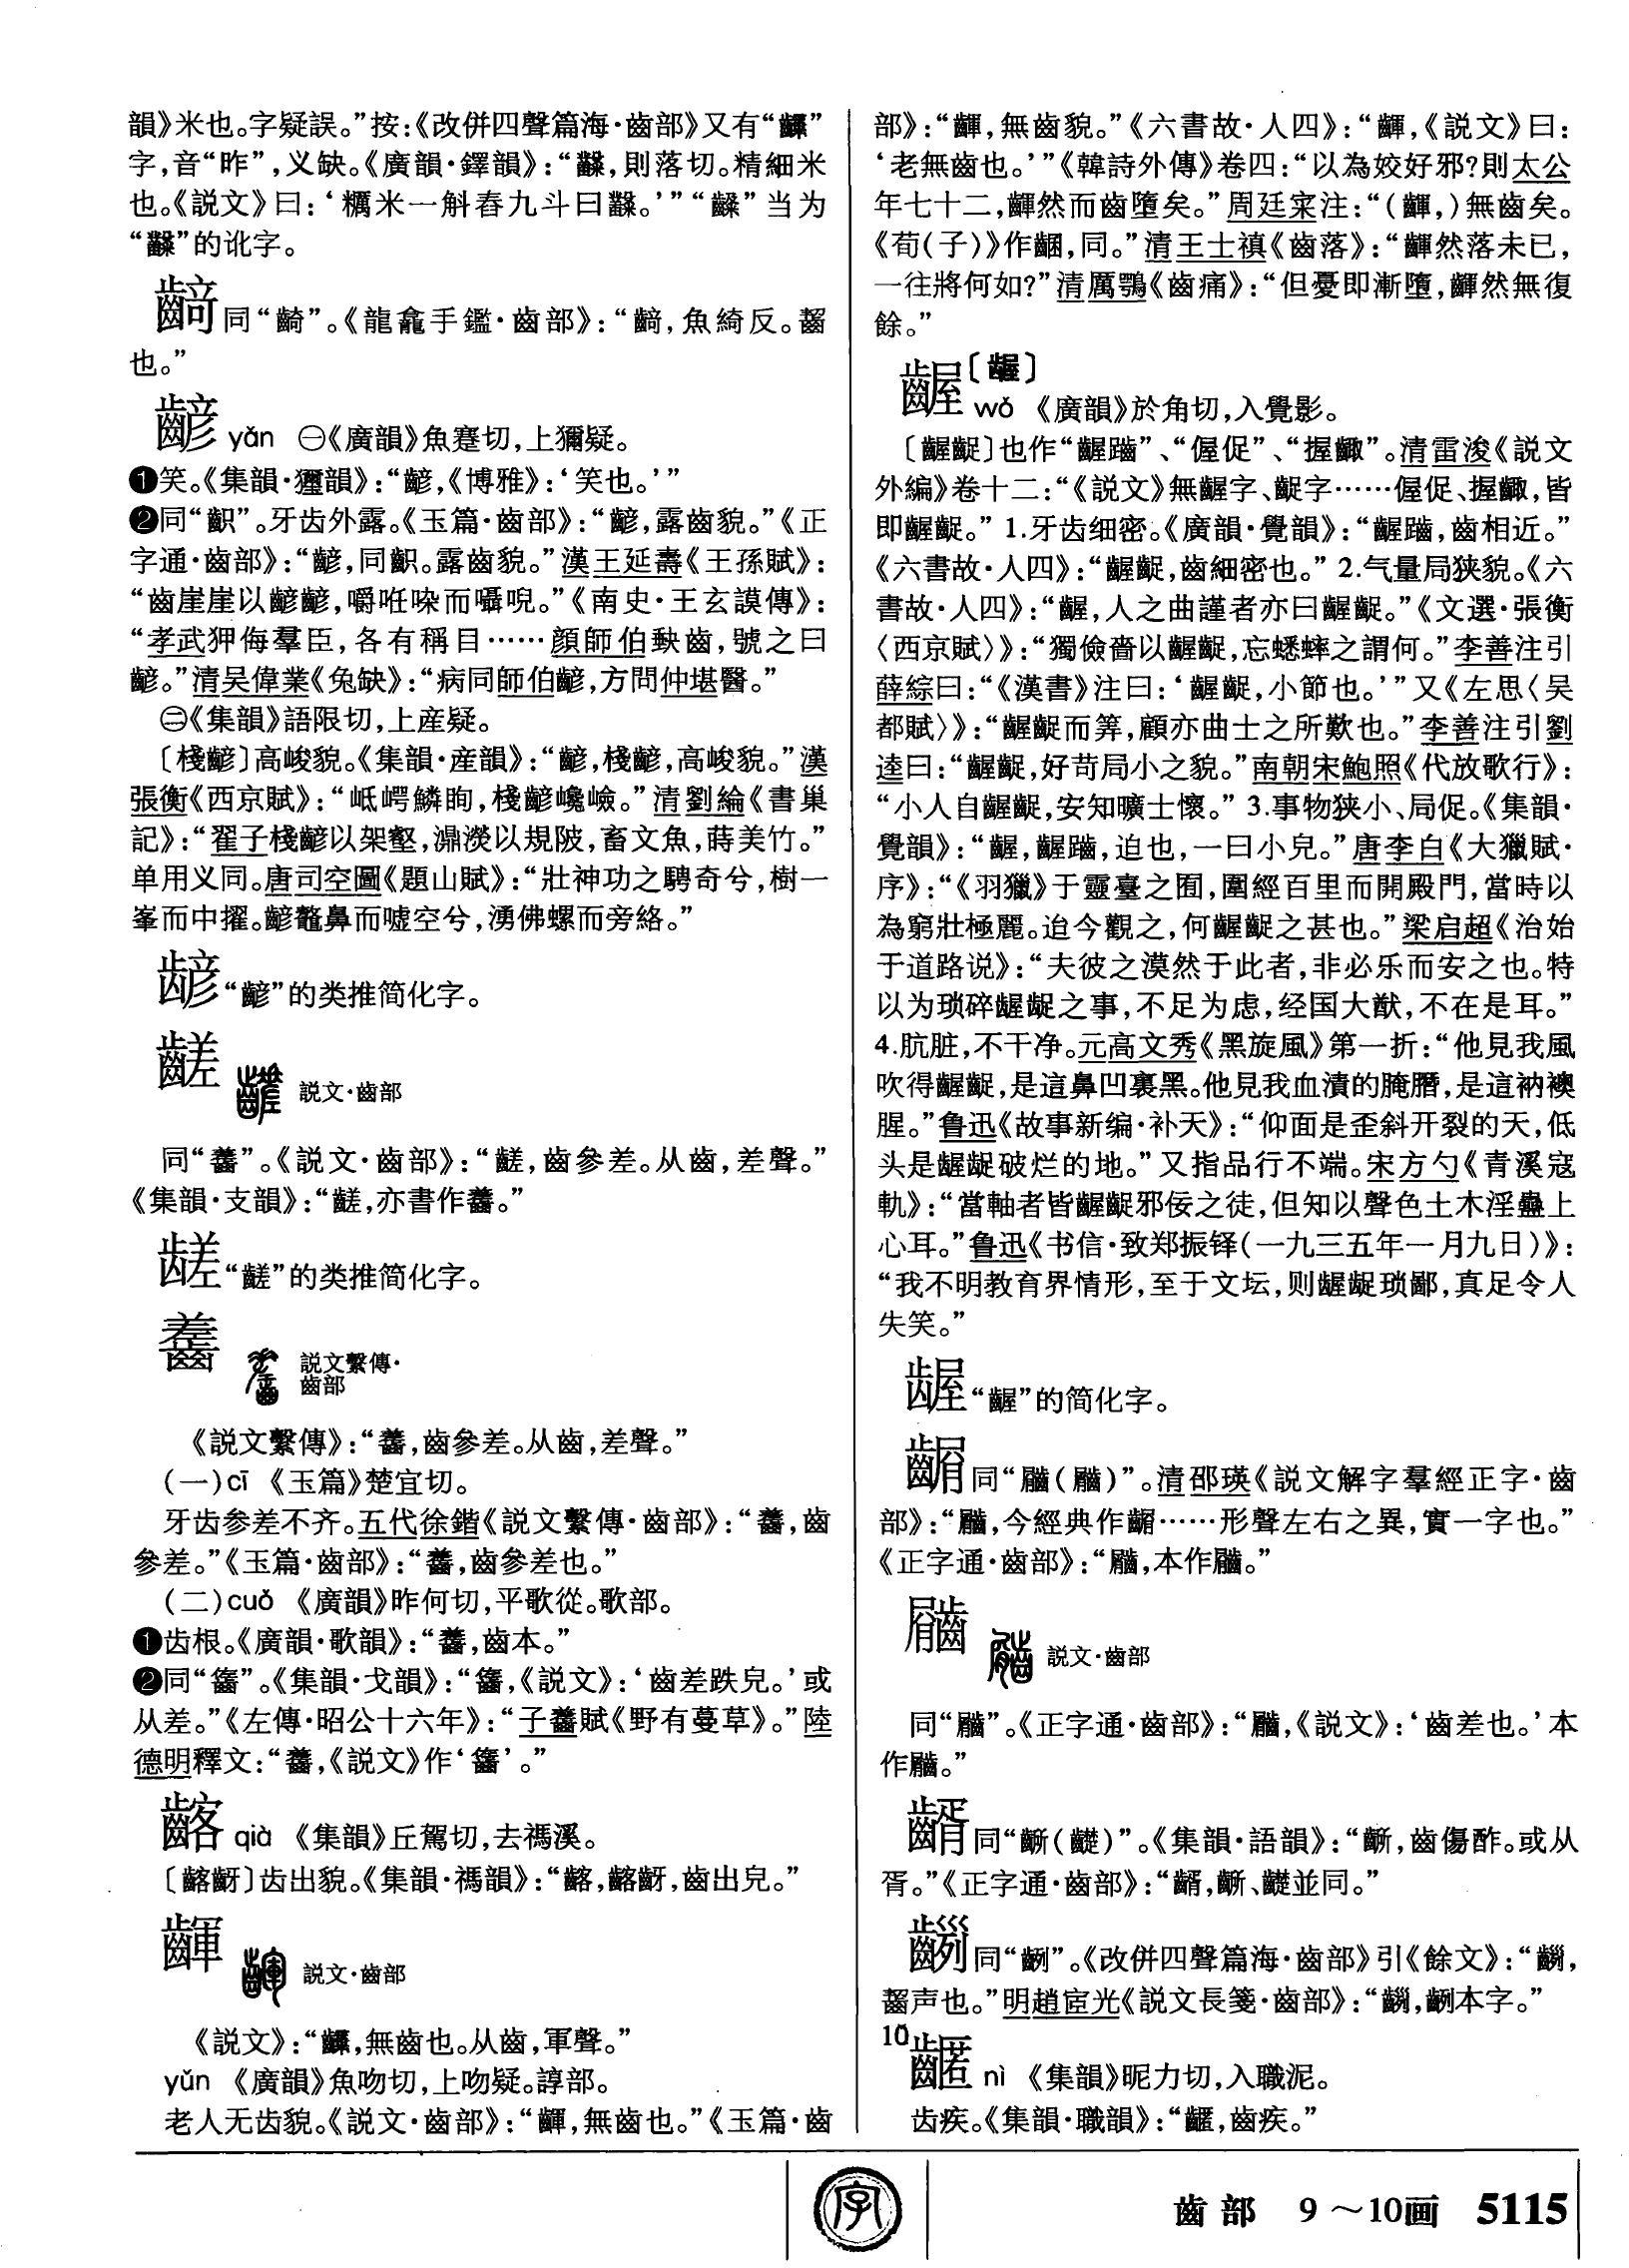 韻》米也。字疑誤。”按：《改併四聲篇海·齒部》又有“”
字，音“昨”，义缺。《廣韻·鐸韻》：“糳，則落切。精細米
也。《説文》曰：‘糲米一斛舂九斗曰糳。’”“”当为
“糳”的讹字。
同“齮”。《龍龕手鑑·齒部》：“，魚綺反。齧
也。”
齴 yǎn ㊀《廣韻》魚蹇切，上獮疑。
❶笑。《集韻·獮韻》：“齴，《博雅》：‘笑也。’”
❷同“齞”。牙齿外露。《玉篇·齒部》：“齴，露齒貌。”《正
字通·齒部》：“齴，同齞。露齒貌。”漢王延壽《王孫賦》：
“齒崖崖以齴齴，嚼咗噪而囁唲。”《南史·王玄謨傳》：
“孝武狎侮羣臣，各有稱目……顔師伯缺齒，號之曰
齴。”清吴偉業《兔缺》：“病同師伯齴，方問仲堪醫。”
㊁《集韻》語限切，上産疑。
〔棧齴〕高峻貌。《集韻·産韻》：“齴，棧齴，高峻貌。”漢
張衡《西京賦》：“坻崿鱗眴，棧齴巉嶮。”清劉綸《書巢
記》：“翟子棧齴以架壑，濎濙以規陂，畜文魚，蒔美竹。”
单用义同。唐司空圖《題山賦》：“壯神功之騁奇兮，樹一
峯而中擢。齴鼇鼻而嘘空兮，湧佛螺而旁絡。”
“齴”的类推简化字。
齹 説文·齒部
同“”。《説文·齒部》：“，齒參差。从齒，差聲。”
《集韻·支韻》：“，亦書作齹。”
“”的类推简化字。
齹 説文繫傳·
齒部
《説文繫傳》：“齹，齒參差。从齒，差聲。”
（一）cī 《玉篇》楚宜切。
牙齿参差不齐。五代徐鍇《説文繫傳·齒部》：“齹，齒
參差。”《玉篇·齒部》：“齹，齒參差也。”
（二）cuǒ 《廣韻》昨何切，平歌從。歌部。
❶齿根。《廣韻·歌韻》：“齹，齒本。”
❷同“”。《集韻·戈韻》：“，《説文》：‘齒差跌皃。’或
从差。”《左傳·昭公十六年》：“子齹賦《野有蔓草》。”陸
德明釋文：“齹，《説文》作‘’。”
qià 《集韻》丘駕切，去禡溪。
〔〕齿出貌。《集韻·禡韻》：“，齒出皃。”
齳 説文·齒部
《説文》：“齳，無齒也。从齒，軍聲。”
yǔn 《廣韻》魚吻切，上吻疑。諄部。
老人无齿貌。《説文·齒部》：“齳，無齒也。”《玉篇·齒
部》：“齳，無齒貌。”《六書故·人四》：“齳，《説文》曰：
‘老無齒也。’”《韓詩外傳》卷四：“以為姣好邪？則太公
年七十二，齳然而齒墮矣。”周廷寀注：“（齳，）無齒矣。
《荀（子）》作齫，同。”清王士禛《齒落》：“齳然落未已，
一往將何如？”清厲鶚《齒痛》：“但憂即漸墮，齳然無復
餘。”
齷〔龌〕
wò 《廣韻》於角切，入覺影。
〔齷齪〕也作“齷”、“偓促”、“握齱”。清雷浚《説文
外編》卷十二：“《説文》無齷字、齪字……偓促、握齱，皆
即齷齪。” 1.牙齿细密。《廣韻·覺韻》：“齷，齒相近。”
《六書故·人四》：“齷齪，齒細密也。” 2.气量局狭貌。《六
書故·人四》：“齷，人之曲謹者亦曰齷齪。”《文選·張衡
〈西京賦〉》：“獨儉嗇以齷齪，忘蟋蟀之謂何。”李善注引
薛綜曰：“《漢書》注曰：‘齷齪，小節也。’”又《左思〈吴
都賦〉》：“齷齪而筭，顧亦曲士之所歎也。”李善注引劉
逵曰：“齷齪，好苛局小之貌。”南朝宋鮑照《代放歌行》：
“小人自齷齪，安知曠士懷。” 3.事物狭小、局促。《集韻·
覺韻》：“齷，齷，迫也，一曰小皃。”唐李白《大獵賦·
序》：“《羽獵》于靈臺之囿，圍經百里而開殿門，當時以
為窮壯極麗。迨今觀之，何齷齪之甚也。”梁启超《治始
于道路说》：“夫彼之漠然于此者，非必乐而安之也。特
以为琐碎龌龊之事，不足为虑，经国大猷，不在是耳。”
4.肮脏，不干净。元高文秀《黑旋風》第一折：“他見我風
吹得齷齪，是這鼻凹裏黑。他見我血漬的腌臢，是這衲襖
腥。”鲁迅《故事新编·补天》：“仰面是歪斜开裂的天，低
头是龌龊破烂的地。”又指品行不端。宋方勺《青溪寇
軌》：“當軸者皆齷齪邪佞之徒，但知以聲色土木淫蠱上
心耳。”鲁迅《书信·致郑振铎（一九三五年一月九日）》：
“我不明教育界情形，至于文坛，则龌龊琐鄙，真足令人
失笑。”
龌“齷”的简化字。
同“（）”。清邵瑛《説文解字羣經正字·齒
部》：“，今經典作……形聲左右之異，實一字也。”
《正字通·齒部》：“，本作。”
説文·齒部
同“”。《正字通·齒部》：“，《説文》：‘齒差也。’本
作。”
同“（齼）”。《集韻·語韻》：“，齒傷酢。或从
胥。”《正字通·齒部》：“，、齼並同。”
同“”。《改併四聲篇海·齒部》引《餘文》：“，
齧声也。”明趙宧光《説文長箋·齒部》：“，本字。”
10
nì 《集韻》昵力切，入職泥。
齿疾。《集韻·職韻》：“，齒疾。”
字
齒部 9～10画 5115